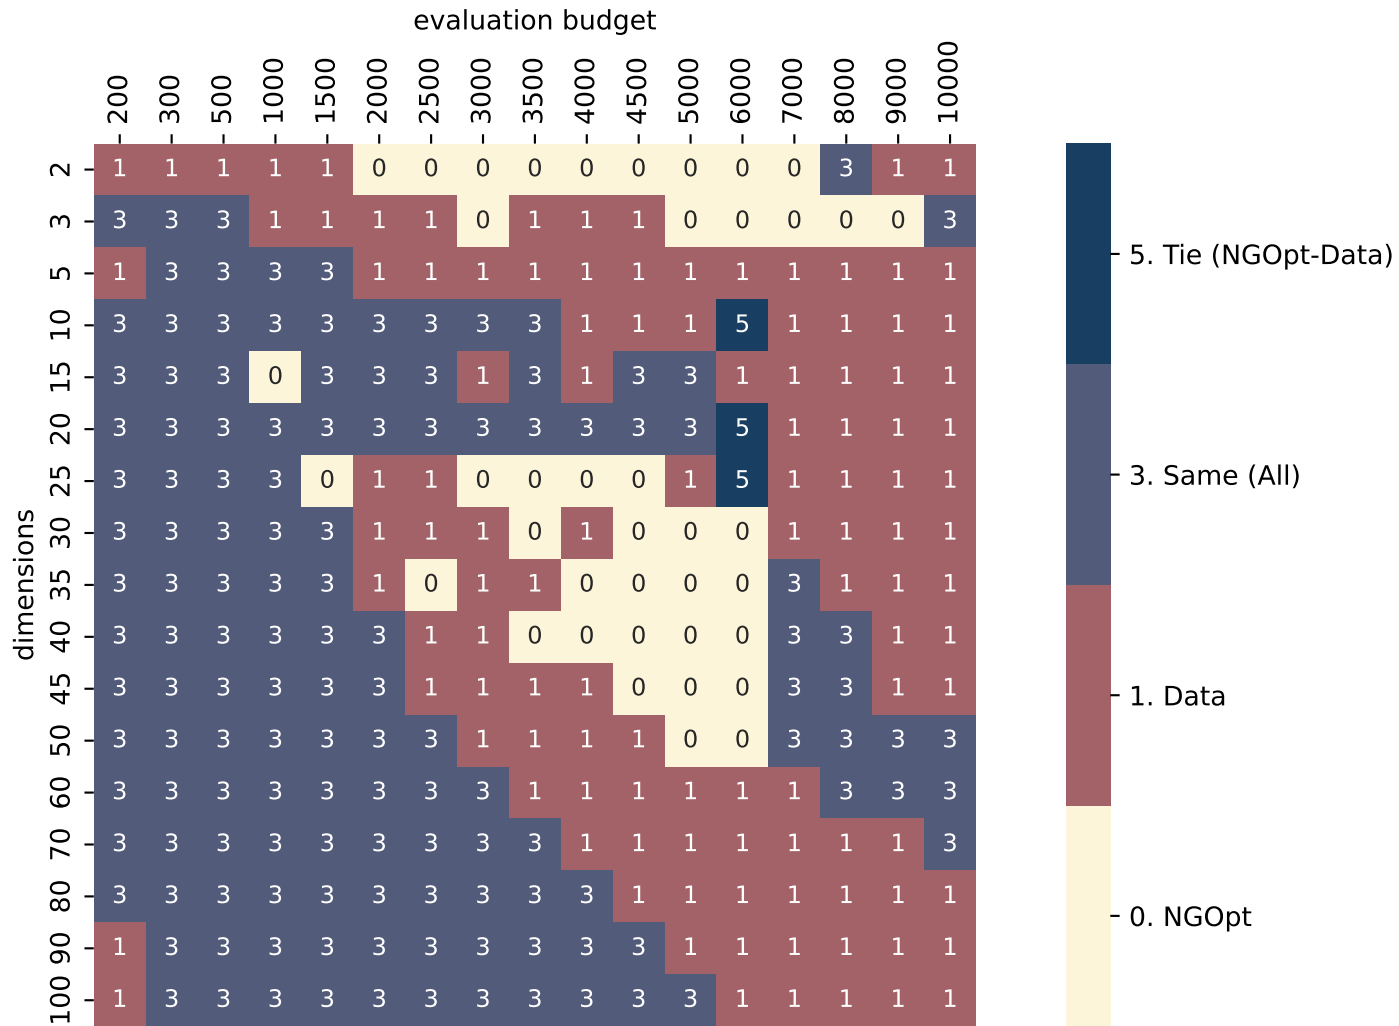 evaluation budget
200 300 500 1000 1500 2000 2500 3000 3500 4000 4500 5000 6000 7000 8000 9000 10000
dimensions
2 1 1 1 1 1 0 0 0 0 0 0 0 0 0 3 1 1
3 3 3 3 1 1 1 1 0 1 1 1 0 0 0 0 0 3
5 1 3 3 3 3 1 1 1 1 1 1 1 1 1 1 1 1
10 3 3 3 3 3 3 3 3 3 1 1 1 5 1 1 1 1
15 3 3 3 0 3 3 3 1 3 1 3 3 1 1 1 1 1
20 3 3 3 3 3 3 3 3 3 3 3 3 5 1 1 1 1
25 3 3 3 3 0 1 1 0 0 0 0 1 5 1 1 1 1
30 3 3 3 3 3 1 1 1 0 1 0 0 0 1 1 1 1
35 3 3 3 3 3 1 0 1 1 0 0 0 0 3 1 1 1
40 3 3 3 3 3 3 1 1 0 0 0 0 0 3 3 1 1
45 3 3 3 3 3 3 1 1 1 1 0 0 0 3 3 1 1
50 3 3 3 3 3 3 3 1 1 1 1 0 0 3 3 3 3
60 3 3 3 3 3 3 3 3 1 1 1 1 1 1 3 3 3
70 3 3 3 3 3 3 3 3 3 1 1 1 1 1 1 1 3
80 3 3 3 3 3 3 3 3 3 3 1 1 1 1 1 1 1
90 1 3 3 3 3 3 3 3 3 3 3 1 1 1 1 1 1
100 1 3 3 3 3 3 3 3 3 3 3 3 1 1 1 1 1
5. Tie (NGOpt-Data)
3. Same (All)
1. Data
0. NGOpt